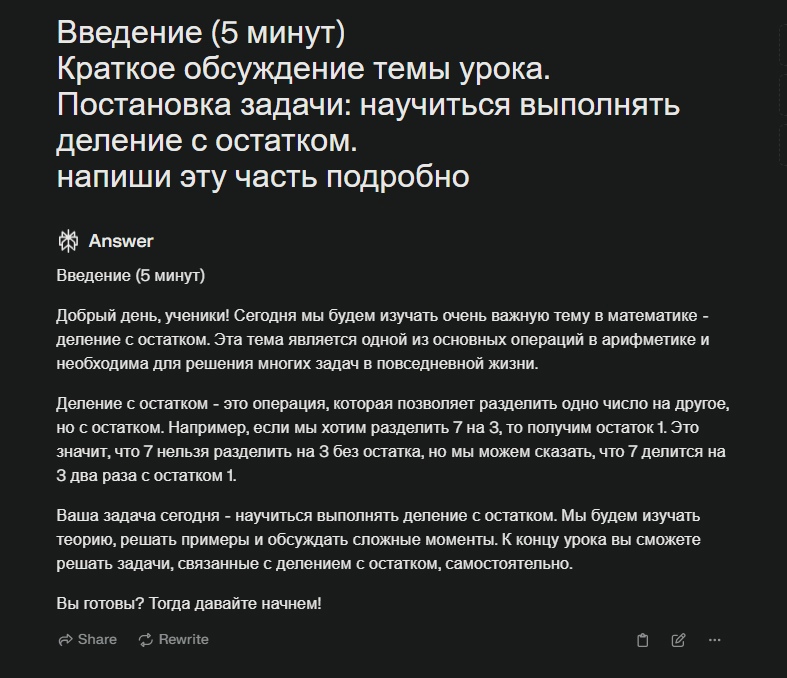 Введение (5 минут)
Краткое обсуждение темы урока.
Постановка задачи: научиться выполнять
деление с остатком.
напиши эту часть подробно
Answer
Введение (5 минут)
Добрый день, ученики! Сегодня мы будем изучать очень важную тему в математике -
деление с остатком. Эта тема является одной из основных операций в арифметике и
необходима для решения многих задач в повседневной жизни.
Деление с остатком - это операция, которая позволяет разделить одно число на другое,
но с остатком. Например, если мы хотим разделить 7 на 3, то получим остаток 1. Это
значит, что 7 нельзя разделить на 3 без остатка, но мы можем сказать, что 7 делится на
3 два раза с остатком 1.
Ваша задача сегодня - научиться выполнять деление с остатком. Мы будем изучать
теорию, решать примеры и обсуждать сложные моменты. К концу урока вы сможете
решать задачи, связанные с делением с остатком, самостоятельно.
Вы готовы? Тогда давайте начнем!
Share Rewrite